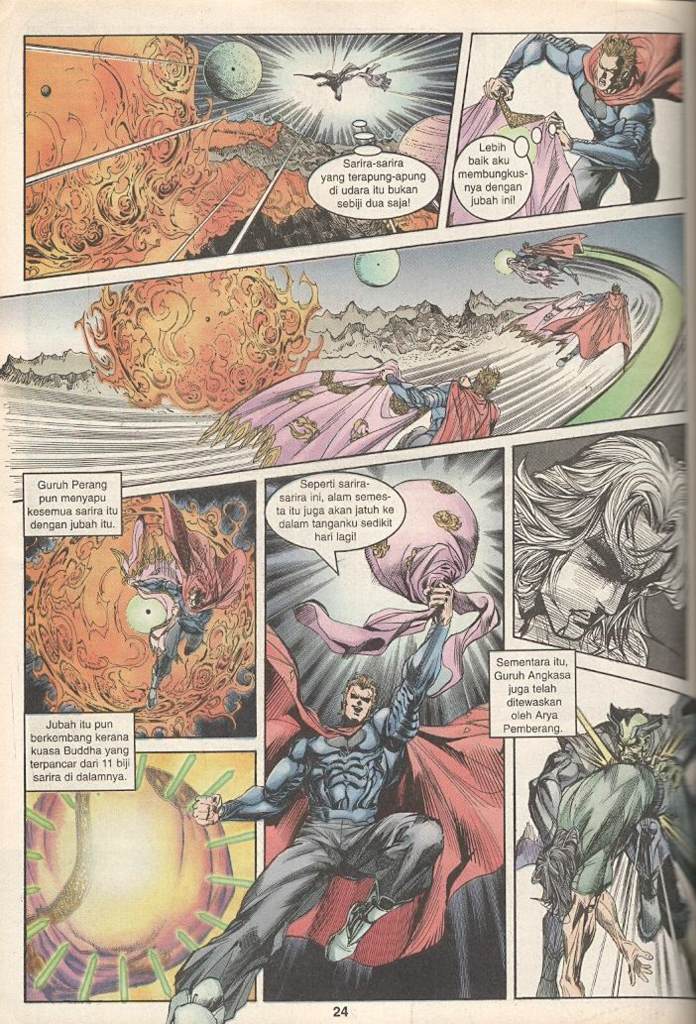 Sarira-sarira
yang terapung-apung
di udara itu bukan
sebiji dua saja!
Lebih
baik aku
membungkus-
nya dengan
jubah ini!
Guruh Perang
pun menyapu
kesemua sarira itu
dengan jubah itu.
Jubah itu pun
berkembang kerana
kuasa Buddha yang
terpancar dari 11 biji
sarira di dalamnya.
Seperti sarira-
sarira ini, alam semes-
ta itu juga akan jatuh ke
dalam tanganku sedikit
hari lagi!
Sementara itu,
Guruh Angkasa
juga telah
ditewaskan
oleh Arya
Pemberang.
24